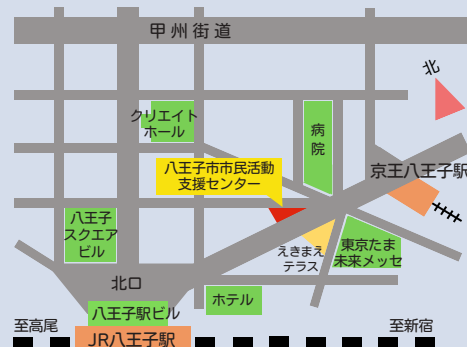 甲州街道
北
クリエイト
ホール
病
院
八王子市市民活動
支援センター
京王八王子駅
八王子
スクエア
ビル
えきまえ
テラス
東京たま
未来メッセ
北口
ホテル
八王子駅ビル
至高尾
JR八王子駅
至新宿